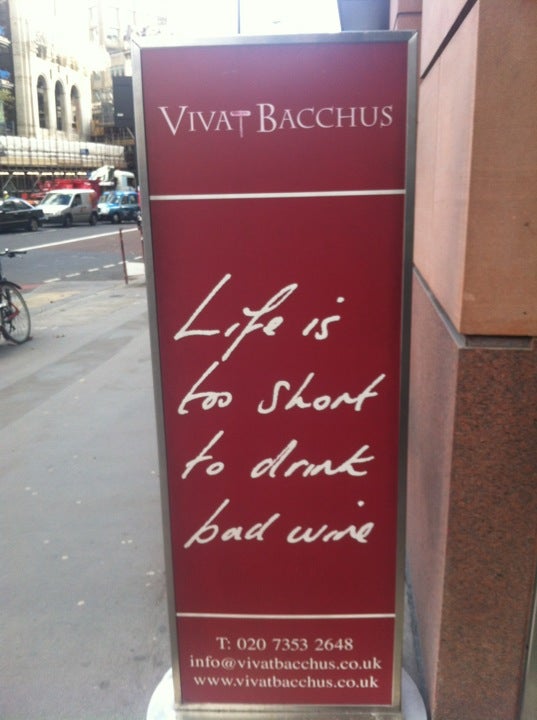 VIVAT BACCHUS
Life is
too short
to drink
bad wine
T: 020 7353 2648
info@vivatbacchus.co.uk
www.vivatbacchus.co.uk